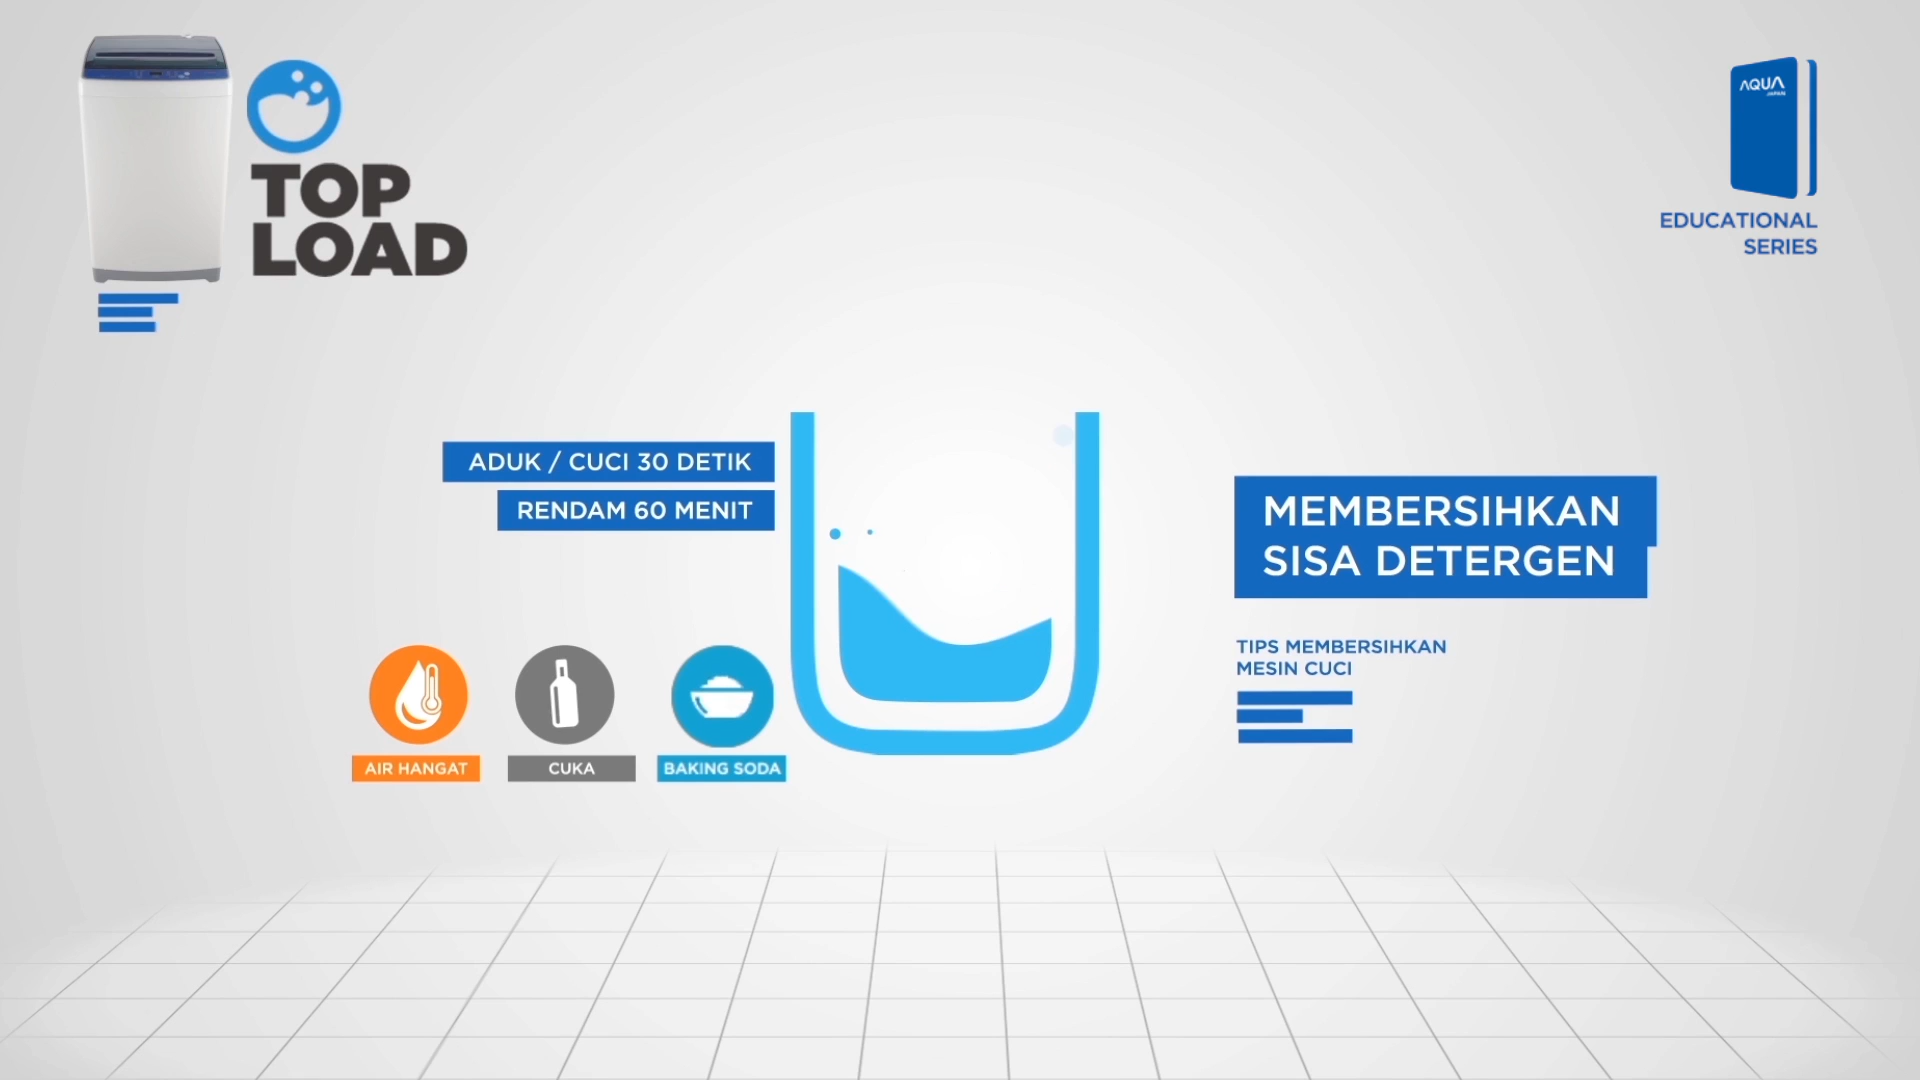 TOP
LOAD
AQUA
JAPAN
EDUCATIONAL
SERIES
ADUK / CUCI 30 DETIK
RENDAM 60 MENIT
MEMBERSIHKAN
SISA DETERGEN
TIPS MEMBERSIHKAN
MESIN CUCI
AIR HANGAT
CUKA
BAKING SODA